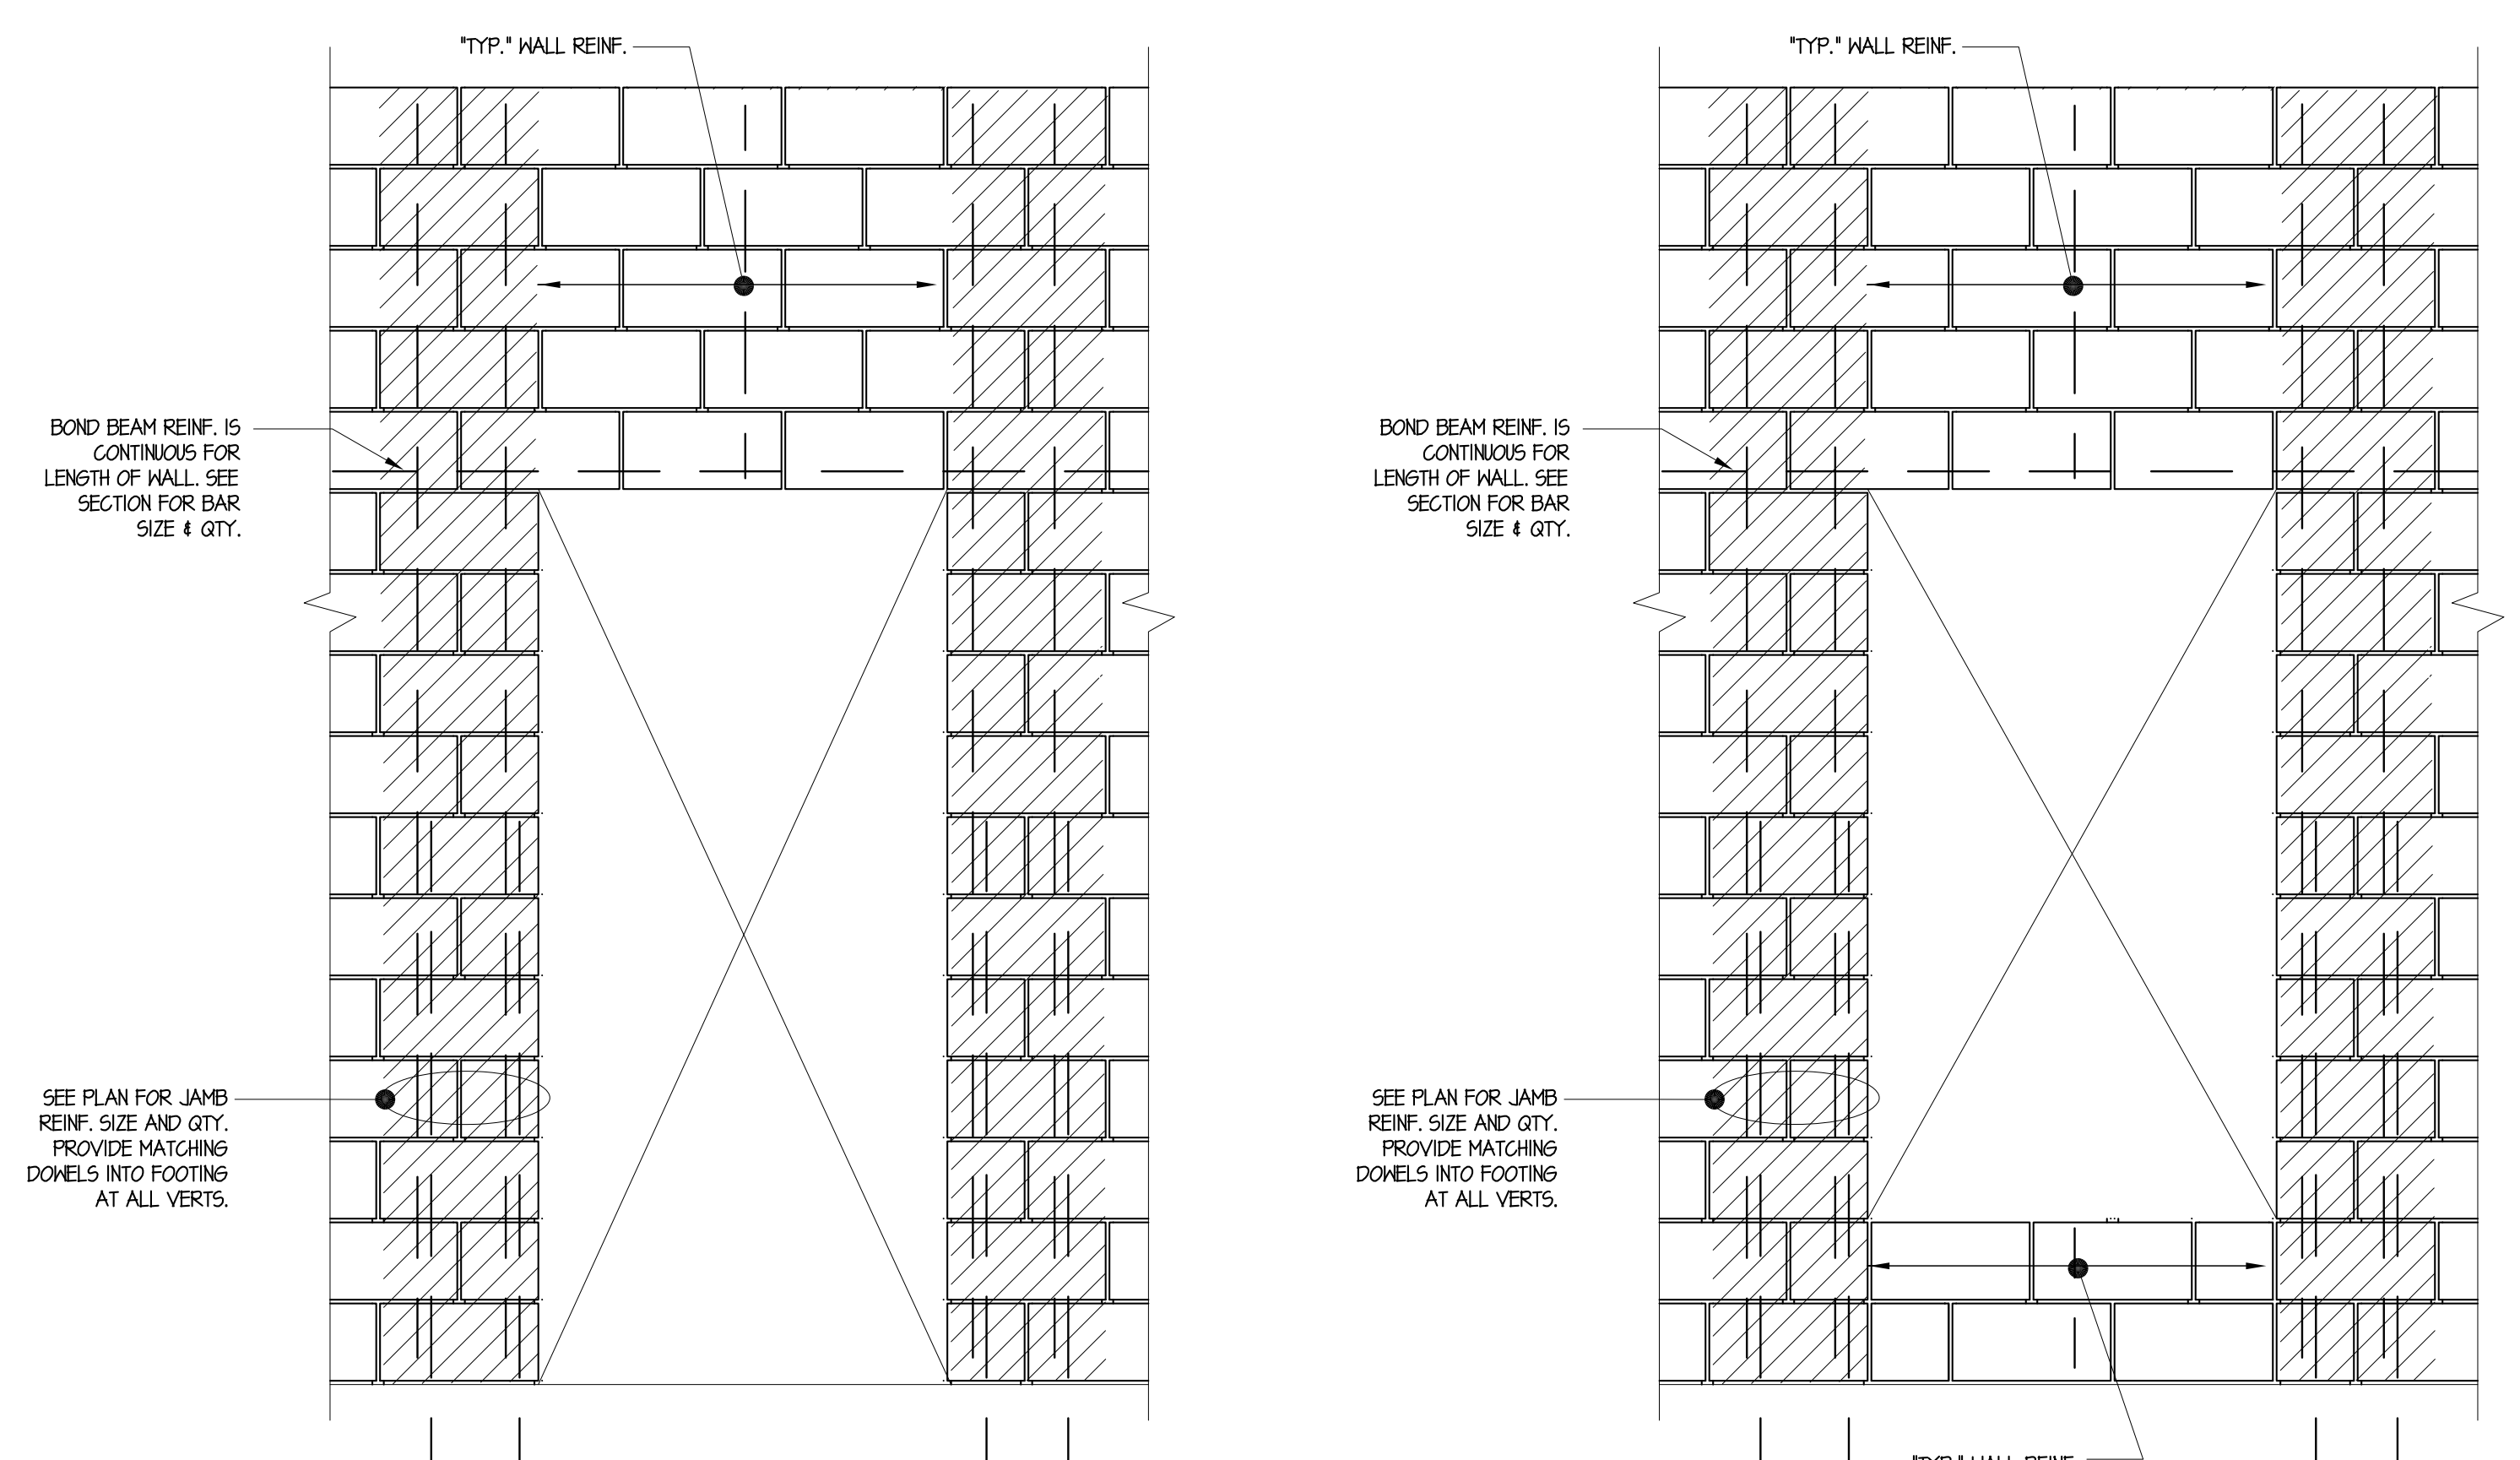 "TYP." WALL REINF.
BOND BEAM REINF. IS
CONTINUOUS FOR
LENGTH OF WALL. SEE
SECTION FOR BAR
SIZE & QTY.
SEE PLAN FOR JAMB
REINF. SIZE AND QTY.
PROVIDE MATCHING
DOWELS INTO FOOTING
AT ALL VERTS.
"TYP." WALL REINF.
BOND BEAM REINF. IS
CONTINUOUS FOR
LENGTH OF WALL. SEE
SECTION FOR BAR
SIZE & QTY.
SEE PLAN FOR JAMB
REINF. SIZE AND QTY.
PROVIDE MATCHING
DOWELS INTO FOOTING
AT ALL VERTS.
"TYP." WALL REINF.